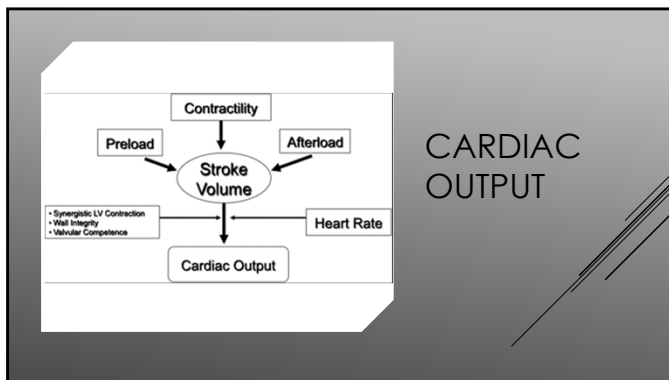 Contractility
Preload
Afterload
Stroke
Volume
• Synergistic LV Contraction
• Wall Integrity
• Valvular Competence
Heart Rate
Cardiac Output
CARDIAC
OUTPUT